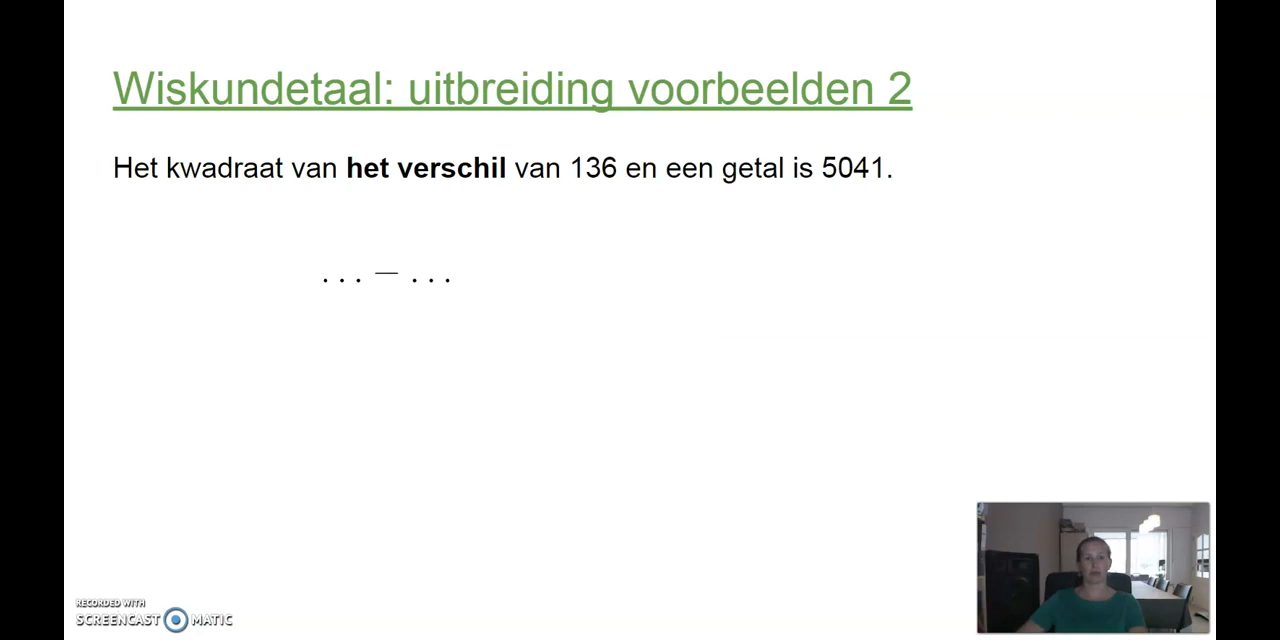 Wiskundetaal: uitbreiding voorbeelden 2
Het kwadraat van het verschil van 136 en een getal is 5041.
... — ...
RECORDED WITH
SCREENCAST MATIC